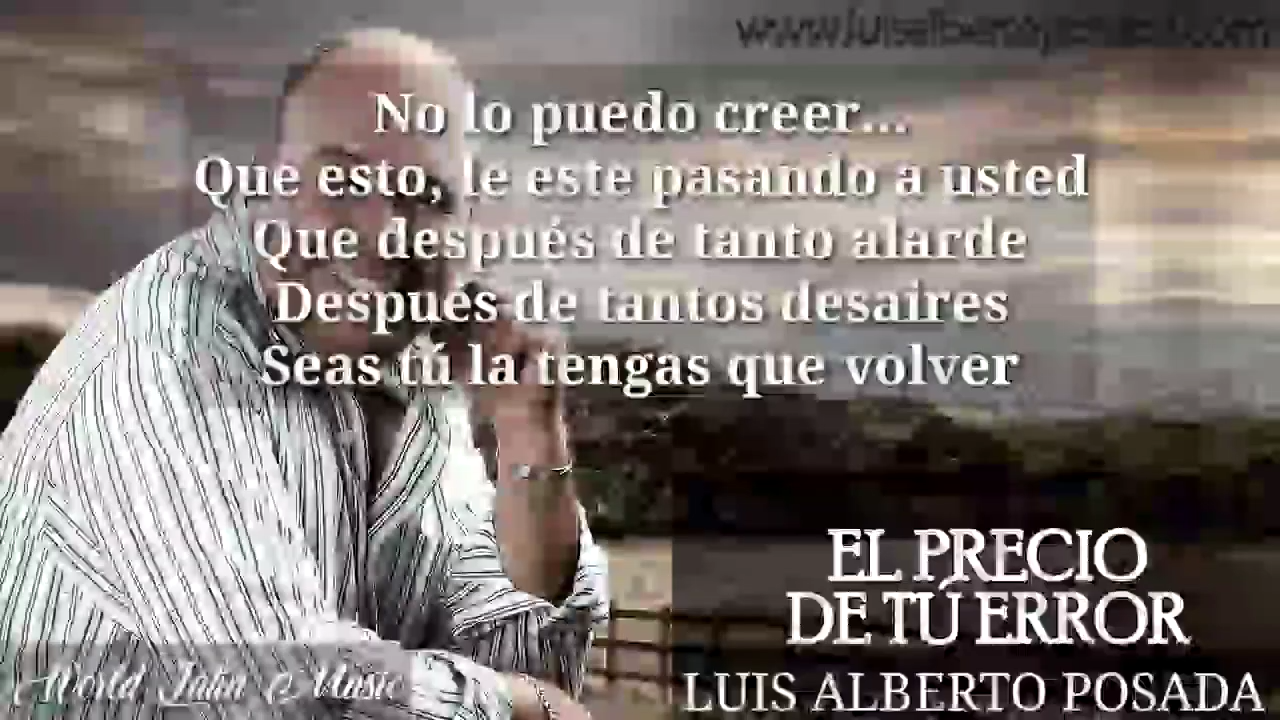 No lo puedo creer...
Que esto, le este pasando a usted
Que después de tanto alarde
Después de tantos desaires
Seas tú la tengas que volver
EL PRECIO
DE TÚ ERROR
LUIS ALBERTO POSADA
World Latin Music